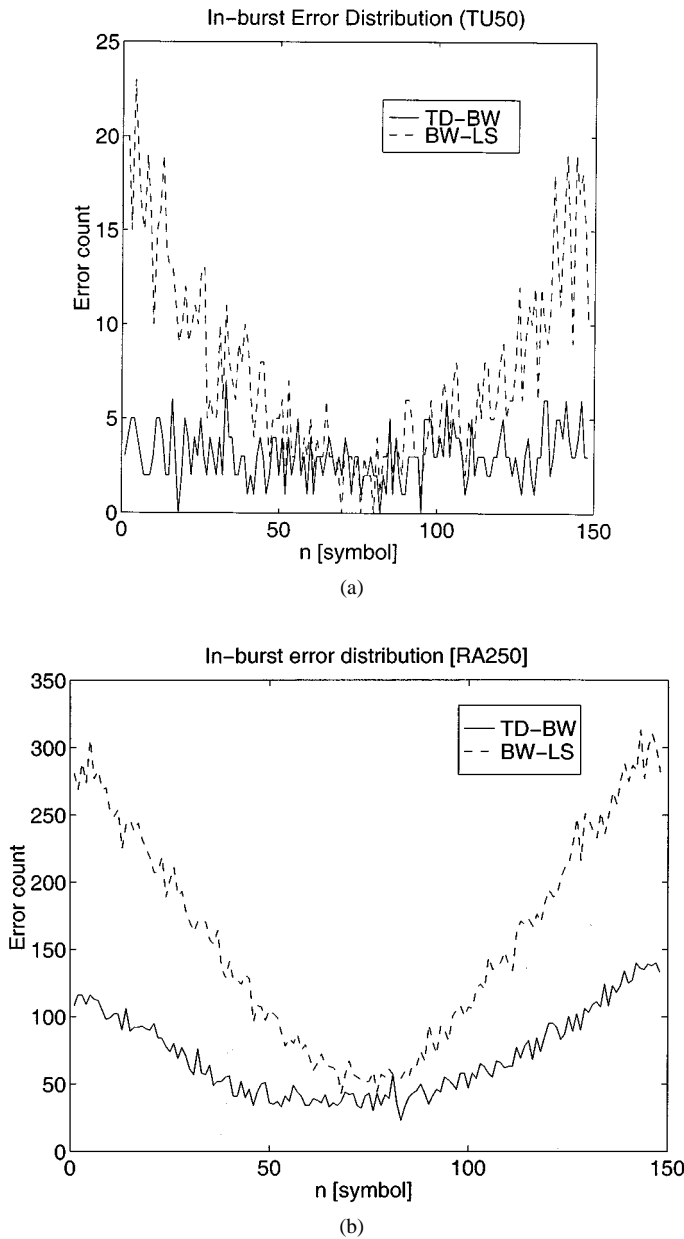 In-burst Error Distribution (TU50)
25
20
15
10
5
0
Error count
TD-BW
BW-LS
0 50 100 150
n [symbol]
(a)
In-burst error distribution [RA250]
350
300
250
200
150
100
50
0
Error count
TD-BW
BW-LS
0 50 100 150
n [symbol]
(b)